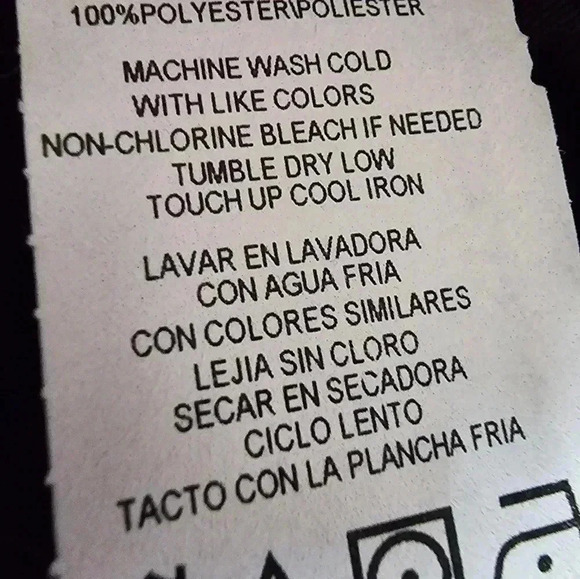 100%POLYESTER\POLIESTER
MACHINE WASH COLD
WITH LIKE COLORS
NON-CHLORINE BLEACH IF NEEDED
TUMBLE DRY LOW
TOUCH UP COOL IRON
LAVAR EN LAVADORA
CON AGUA FRIA
CON COLORES SIMILARES
LEJIA SIN CLORO
SECAR EN SECADORA
CICLO LENTO
TACTO CON LA PLANCHA FRIA